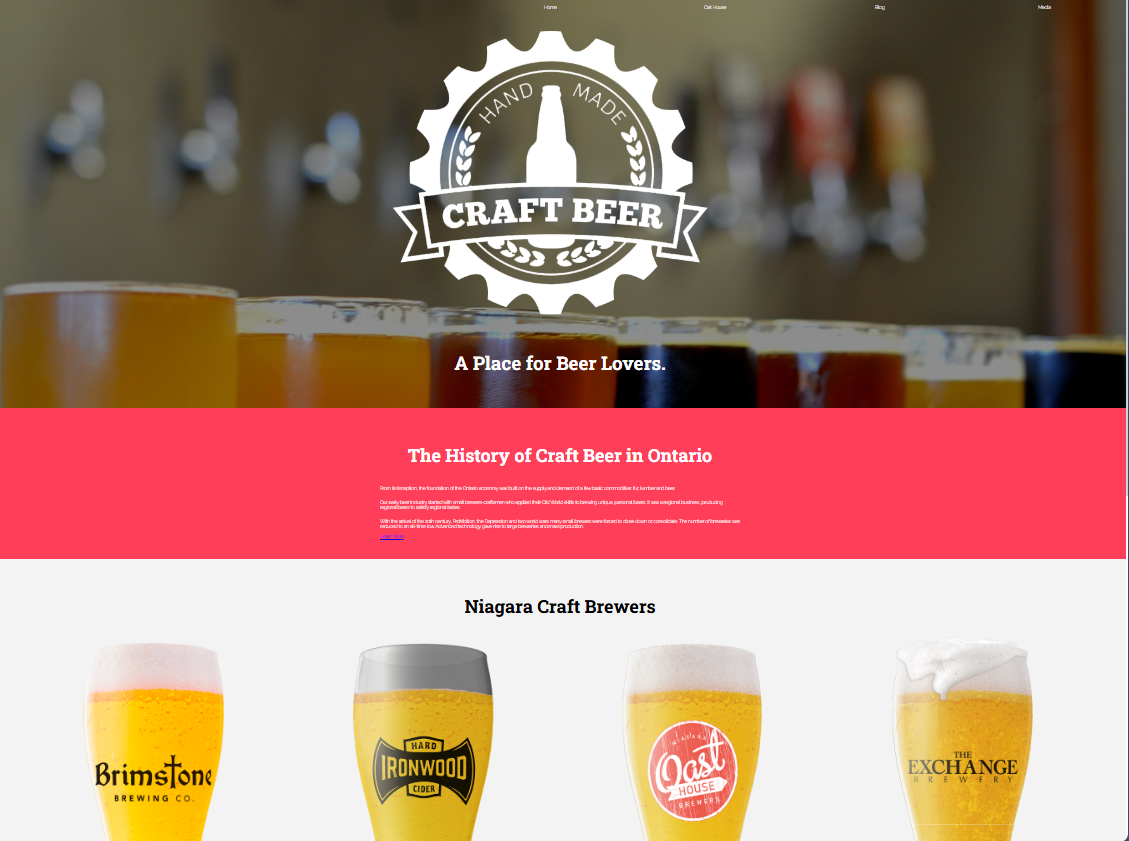 Home Oast House Blog Media
HAND MADE
CRAFT BEER
A Place for Beer Lovers.
The History of Craft Beer in Ontario
From its inception, the foundation of the Ontario economy was built on the supply and demand of a few basic commodities: fur, lumber and beer.
Our early beer industry started with small brewers-craftsmen who applied their Old World skills to brewing unique, personal beers. It was a regional business, producing
regional beers to satisfy regional tastes.
With the arrival of the 20th century, Prohibition, the Depression and two world wars many small brewers were forced to close down or consolidate. The number of breweries was
reduced to an all-time low. Advanced technology gave rise to large breweries and mass production.
Niagara Craft Brewers
Brimstone
BREWING CO.
HARD
IRONWOOD
CIDER
NIAGARA
Oast
HOUSE
BREWERS
THE
EXCHANGE
BREWERY